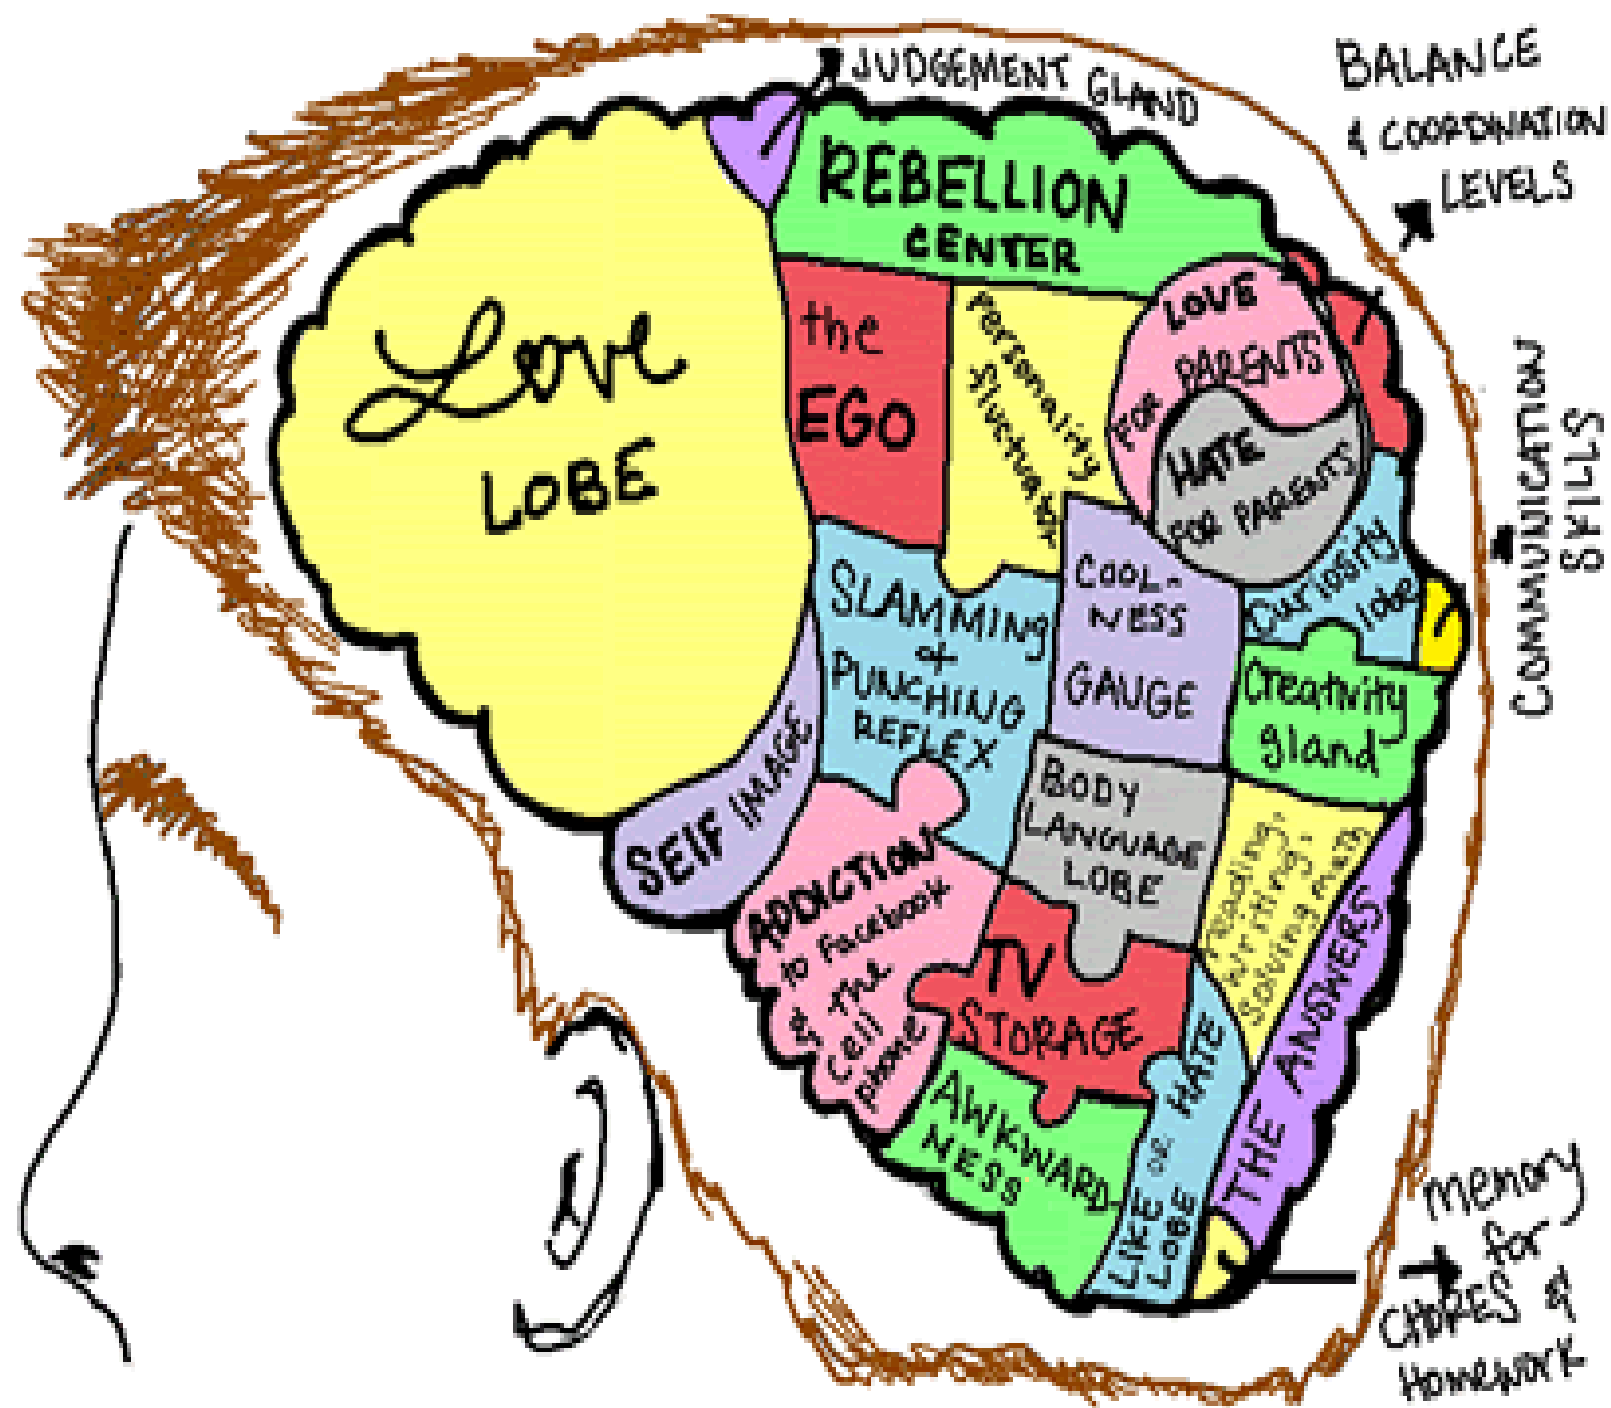 JUDGEMENT GLAND
BALANCE
& COORDINATION
LEVELS
REBELLION
CENTER
Love
LOBE
the
EGO
Personality
fluctuator
LOVE
FOR PARENTS
HATE
FOR PARENTS
COMMUNICATION
SKILLS
SLAMMING
&
PUNCHING
REFLEX
COOL-
NESS
GAUGE
Curiosity
lobe
Creativity
gland
SElF IMAGE
BODY
LANGUAGE
LOBE
reading,
writing,
solving math
ADDICTION
to Facebook
& The
Cell
phone
TV
STORAGE
THE ANSWERS
AWKWARD-
NESS
LIKE or HATE
LOBE
memory
for
CHORES &
Homework